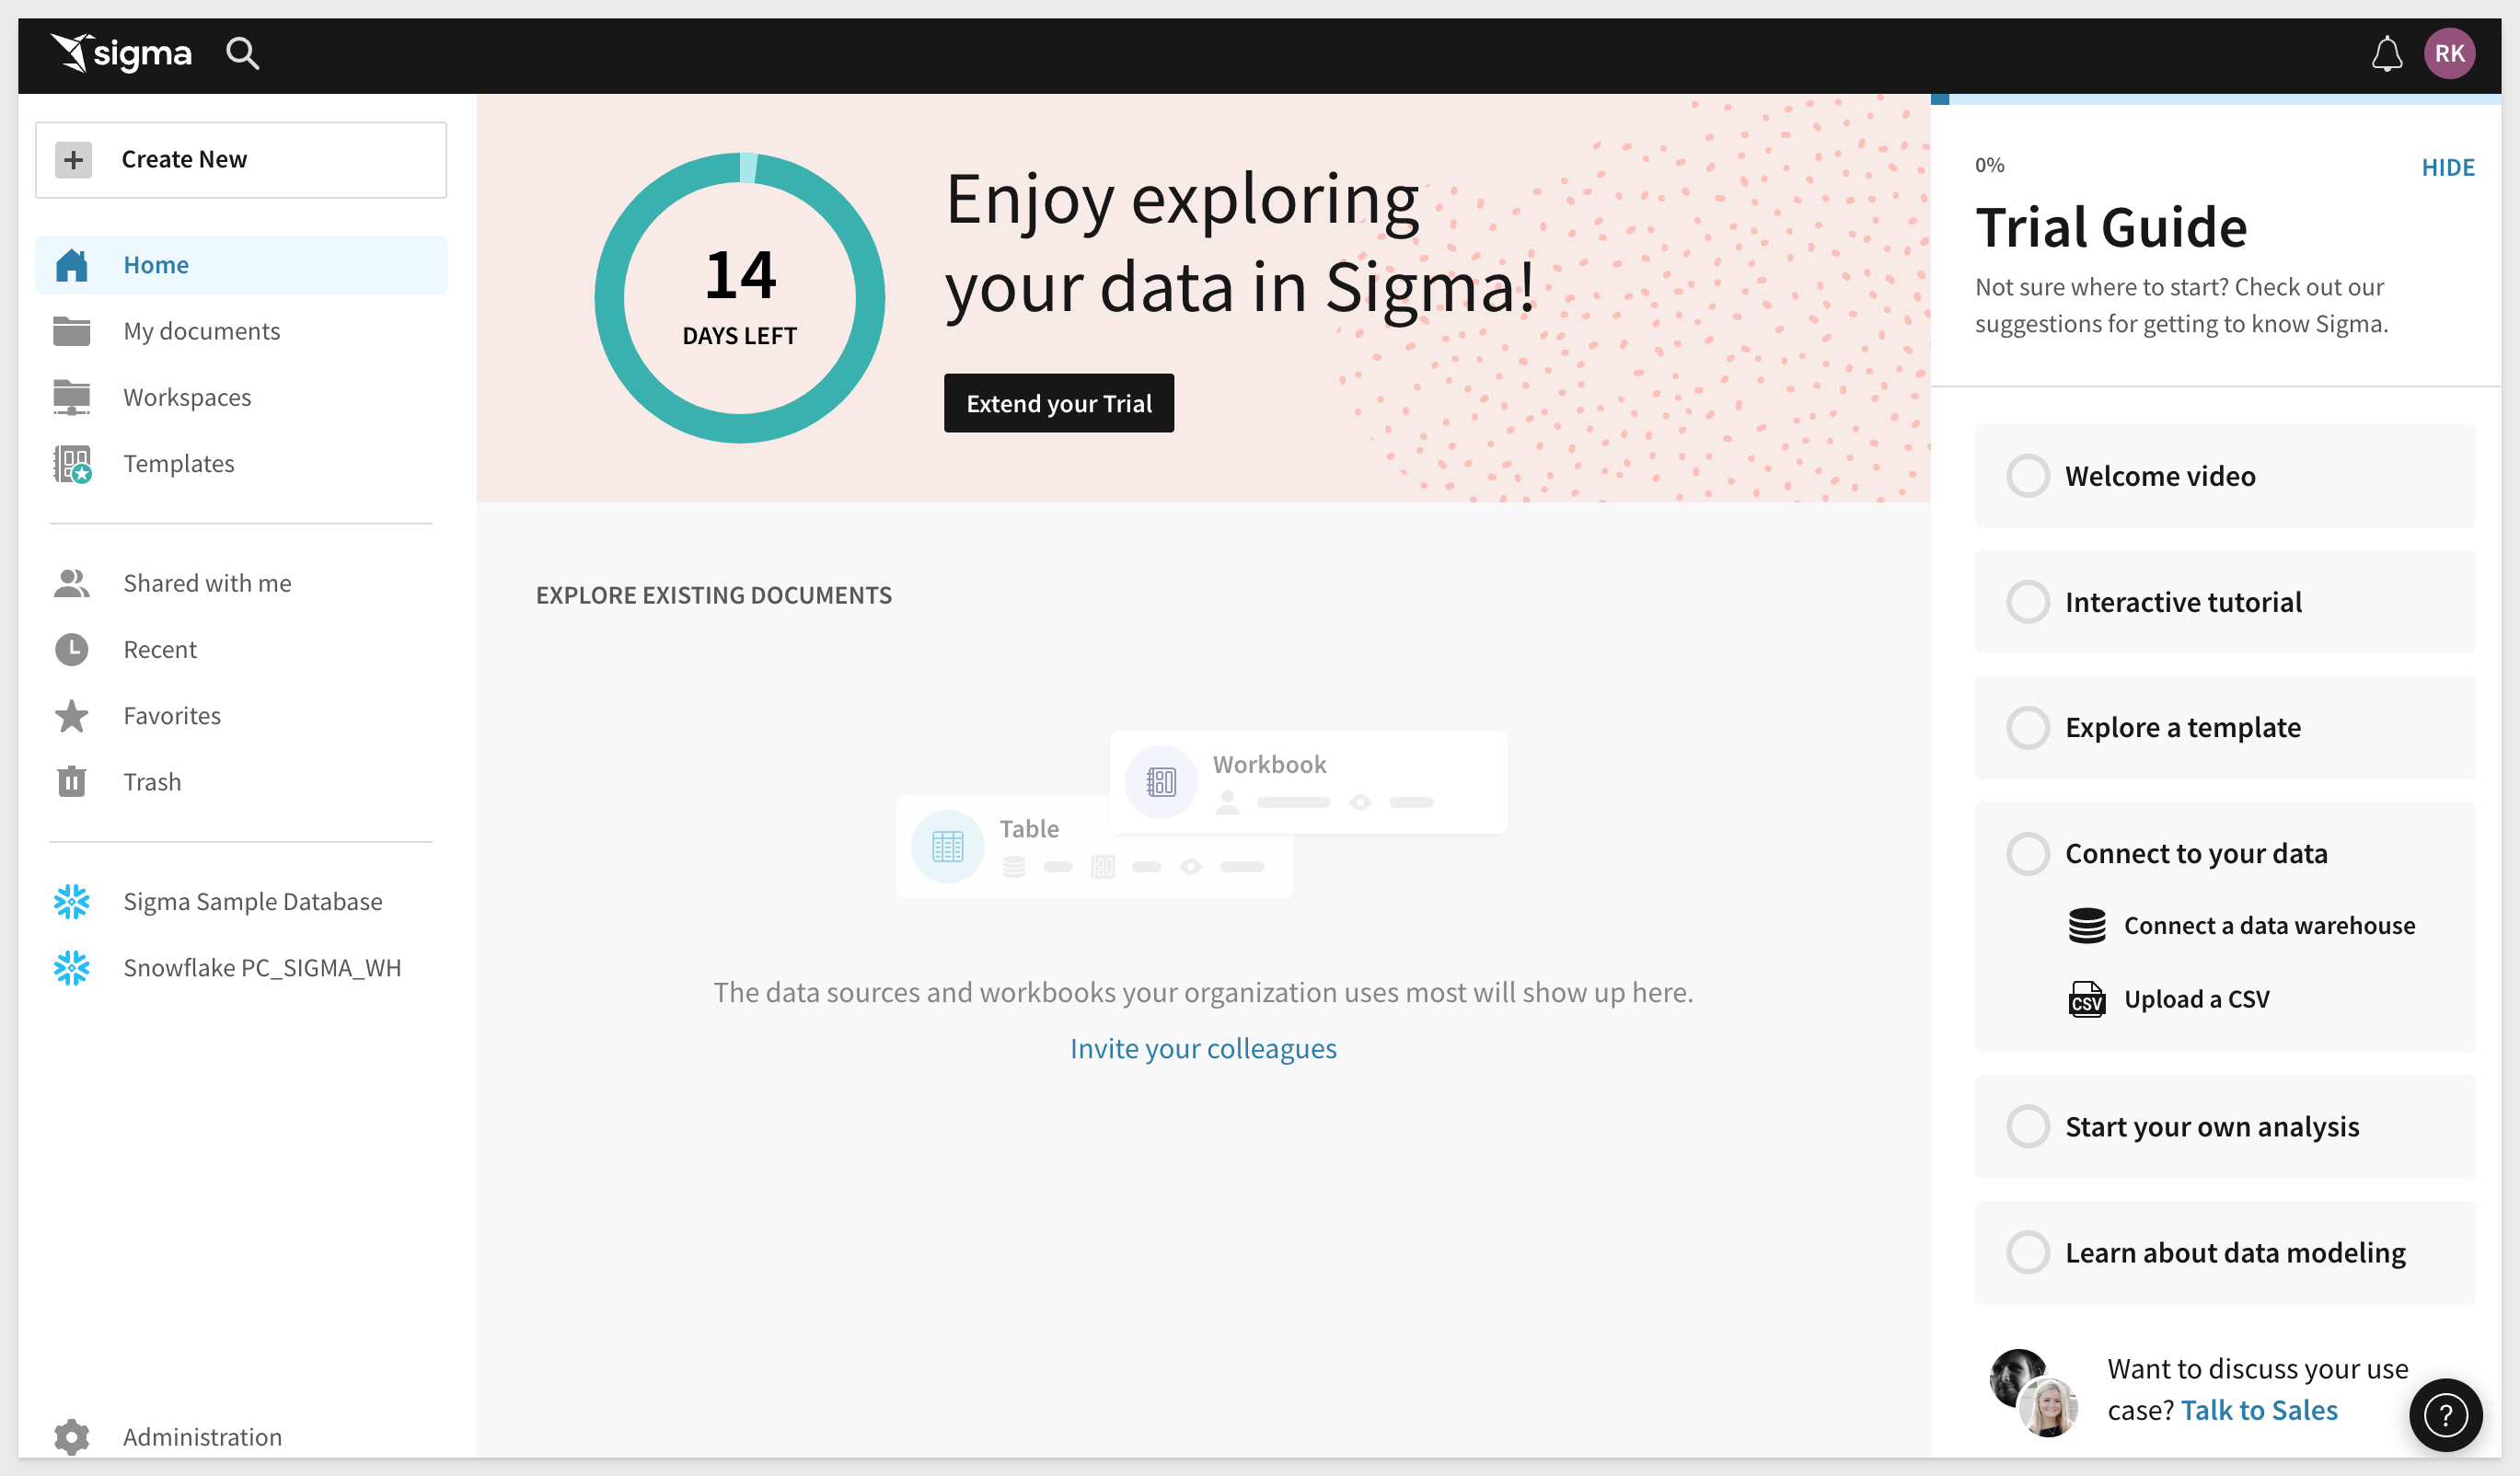 sigma
RK
Create New
Home
My documents
Workspaces
Templates
Shared with me
Recent
Favorites
Trash
Sigma Sample Database
Snowflake PC_SIGMA_WH
Administration
14
DAYS LEFT
Enjoy exploring
your data in Sigma!
Extend your Trial
EXPLORE EXISTING DOCUMENTS
Workbook
Table
The data sources and workbooks your organization uses most will show up here.
Invite your colleagues
0%
HIDE
Trial Guide
Not sure where to start? Check out our
suggestions for getting to know Sigma.
Welcome video
Interactive tutorial
Explore a template
Connect to your data
Connect a data warehouse
CSV
Upload a CSV
Start your own analysis
Learn about data modeling
Want to discuss your use
case? Talk to Sales
?